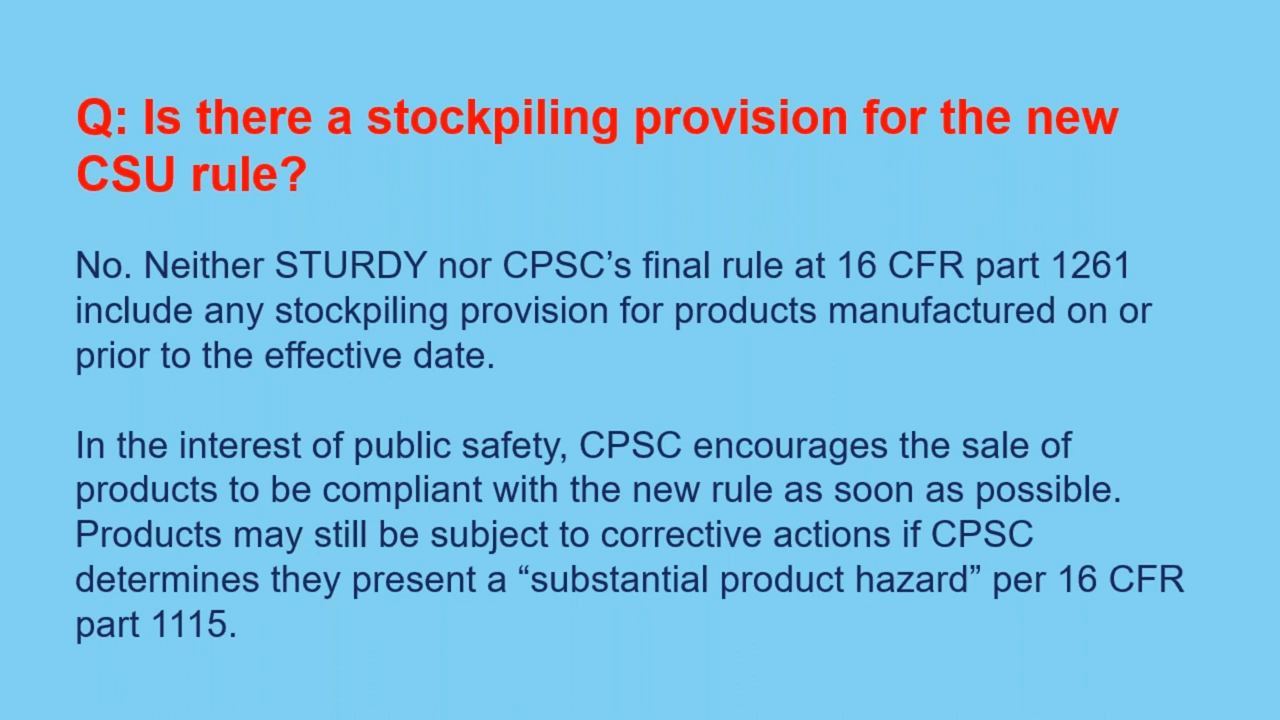 Q: Is there a stockpiling provision for the new
CSU rule?
No. Neither STURDY nor CPSC’s final rule at 16 CFR part 1261
include any stockpiling provision for products manufactured on or
prior to the effective date.
In the interest of public safety, CPSC encourages the sale of
products to be compliant with the new rule as soon as possible.
Products may still be subject to corrective actions if CPSC
determines they present a “substantial product hazard” per 16 CFR
part 1115.